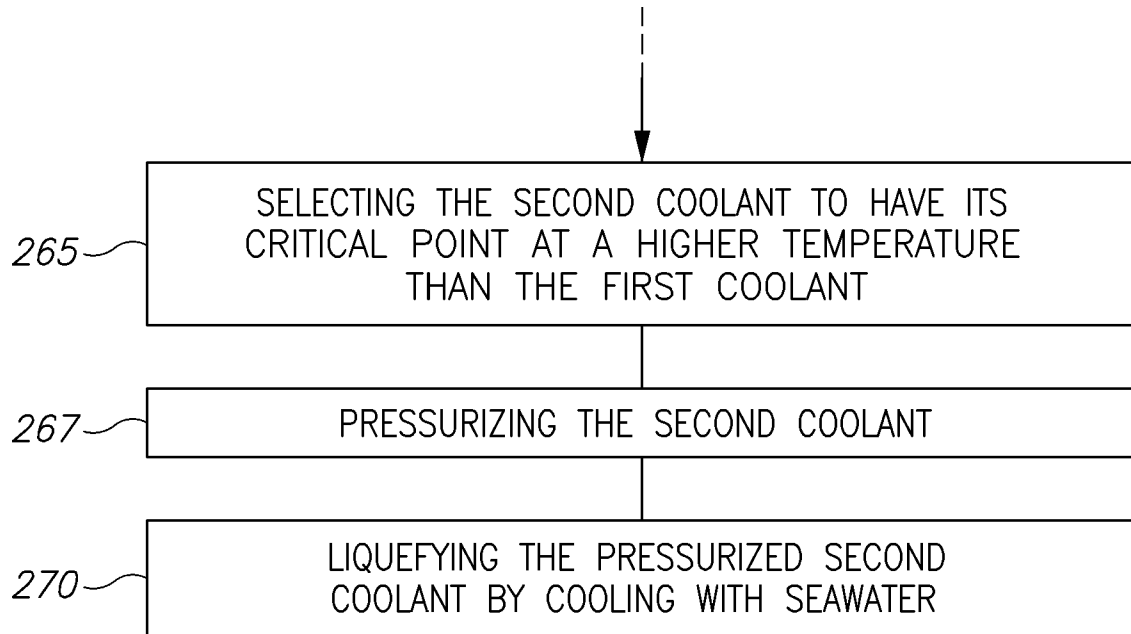 SELECTING THE SECOND COOLANT TO HAVE ITS
265 CRITICAL POINT AT A HIGHER TEMPERATURE
THAN THE FIRST COOLANT
267 PRESSURIZING THE SECOND COOLANT
LIQUEFYING THE PRESSURIZED SECOND
270 COOLANT BY COOLING WITH SEAWATER